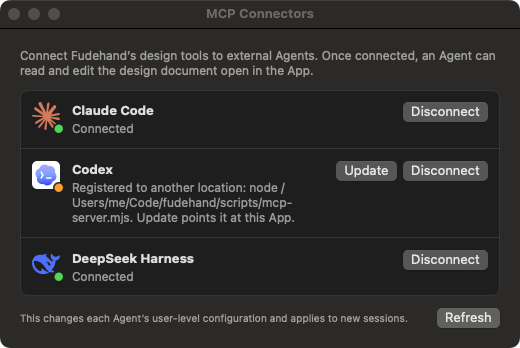 MCP Connectors
Connect Fudehand's design tools to external Agents. Once connected, an Agent can
read and edit the design document open in the App.
Claude Code
Connected
Disconnect
Codex
Registered to another location: node /
Users/me/Code/fudehand/scripts/mcp-
server.mjs. Update points it at this App.
Update
Disconnect
DeepSeek Harness
Connected
Disconnect
This changes each Agent's user-level configuration and applies to new sessions.
Refresh